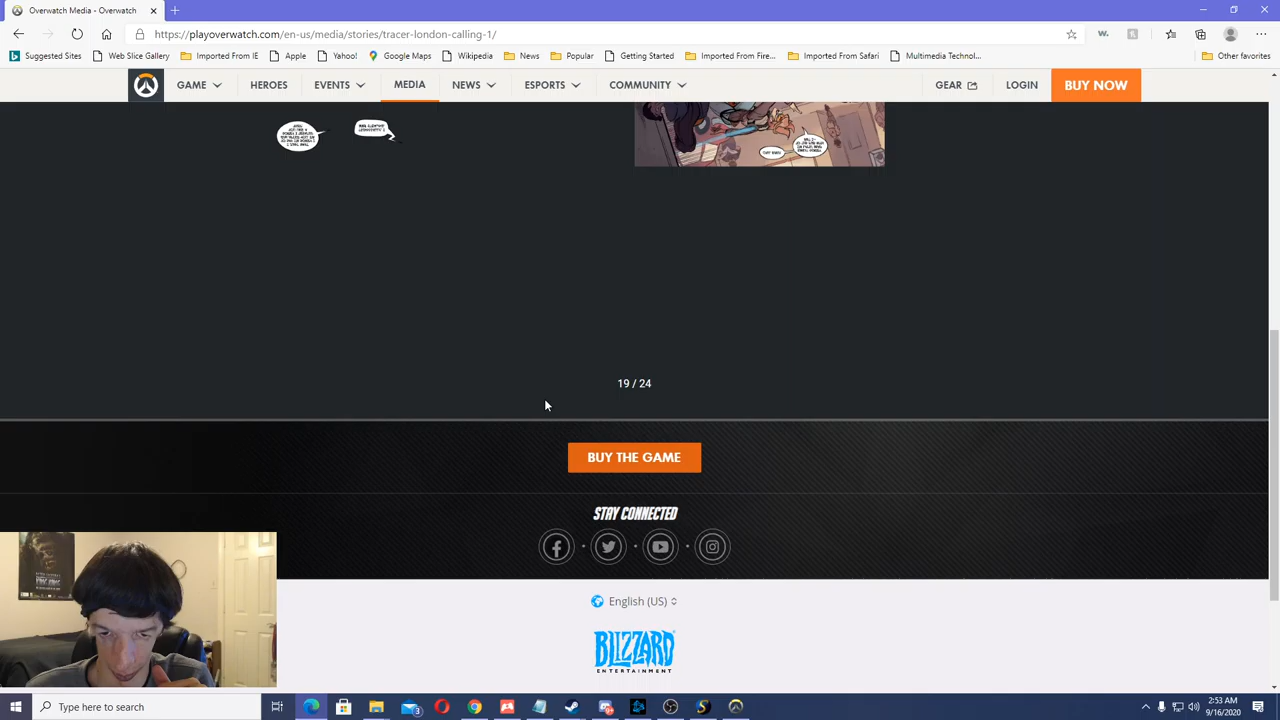 Overwatch Media - Overwatch
https://playoverwatch.com/en-us/media/stories/tracer-london-calling-1/
Suggested Sites Web Slice Gallery Imported From IE Apple Yahoo! Google Maps Wikipedia Imported From Fire... News Popular Getting Started Imported From Safari Multimedia Technol... Other favorites
GAME HEROES EVENTS MEDIA NEWS ESPORTS COMMUNITY GEAR LOGIN BUY NOW
19 / 24
BUY THE GAME
STAY CONNECTED
English (US)
BLIZZARD
ENTERTAINMENT
Type here to search
3
2:53 AM
9/16/2020